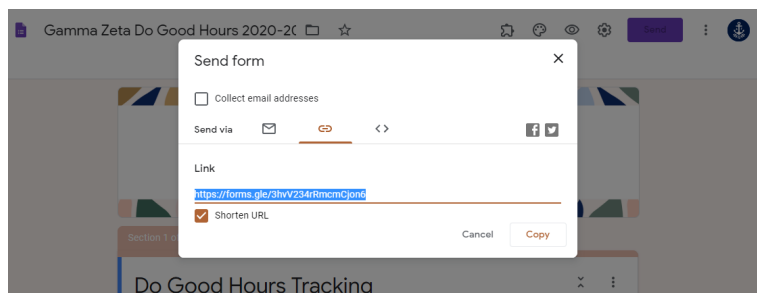 Gamma Zeta Do Good Hours 2020-20
Send
Send form
Collect email addresses
Send via
Link
https://forms.gle/3hvV234rRmcmCjon6
Shorten URL
Cancel Copy
Section 1 of
Do Good Hours Tracking